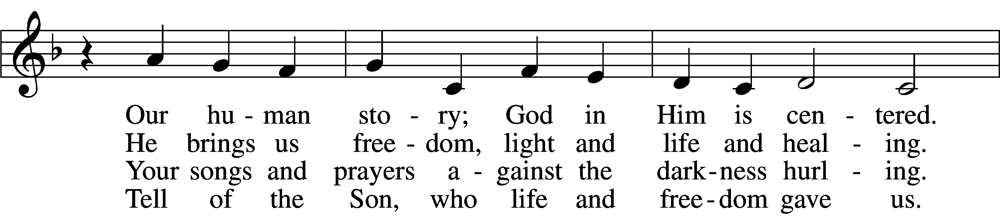 Our hu - man sto - ry; God in Him is cen - tered.
He brings us free - dom, light and life and heal - ing.
Your songs and prayers a - gainst the dark - ness hurl - ing.
Tell of the Son, who life and free - dom gave us.